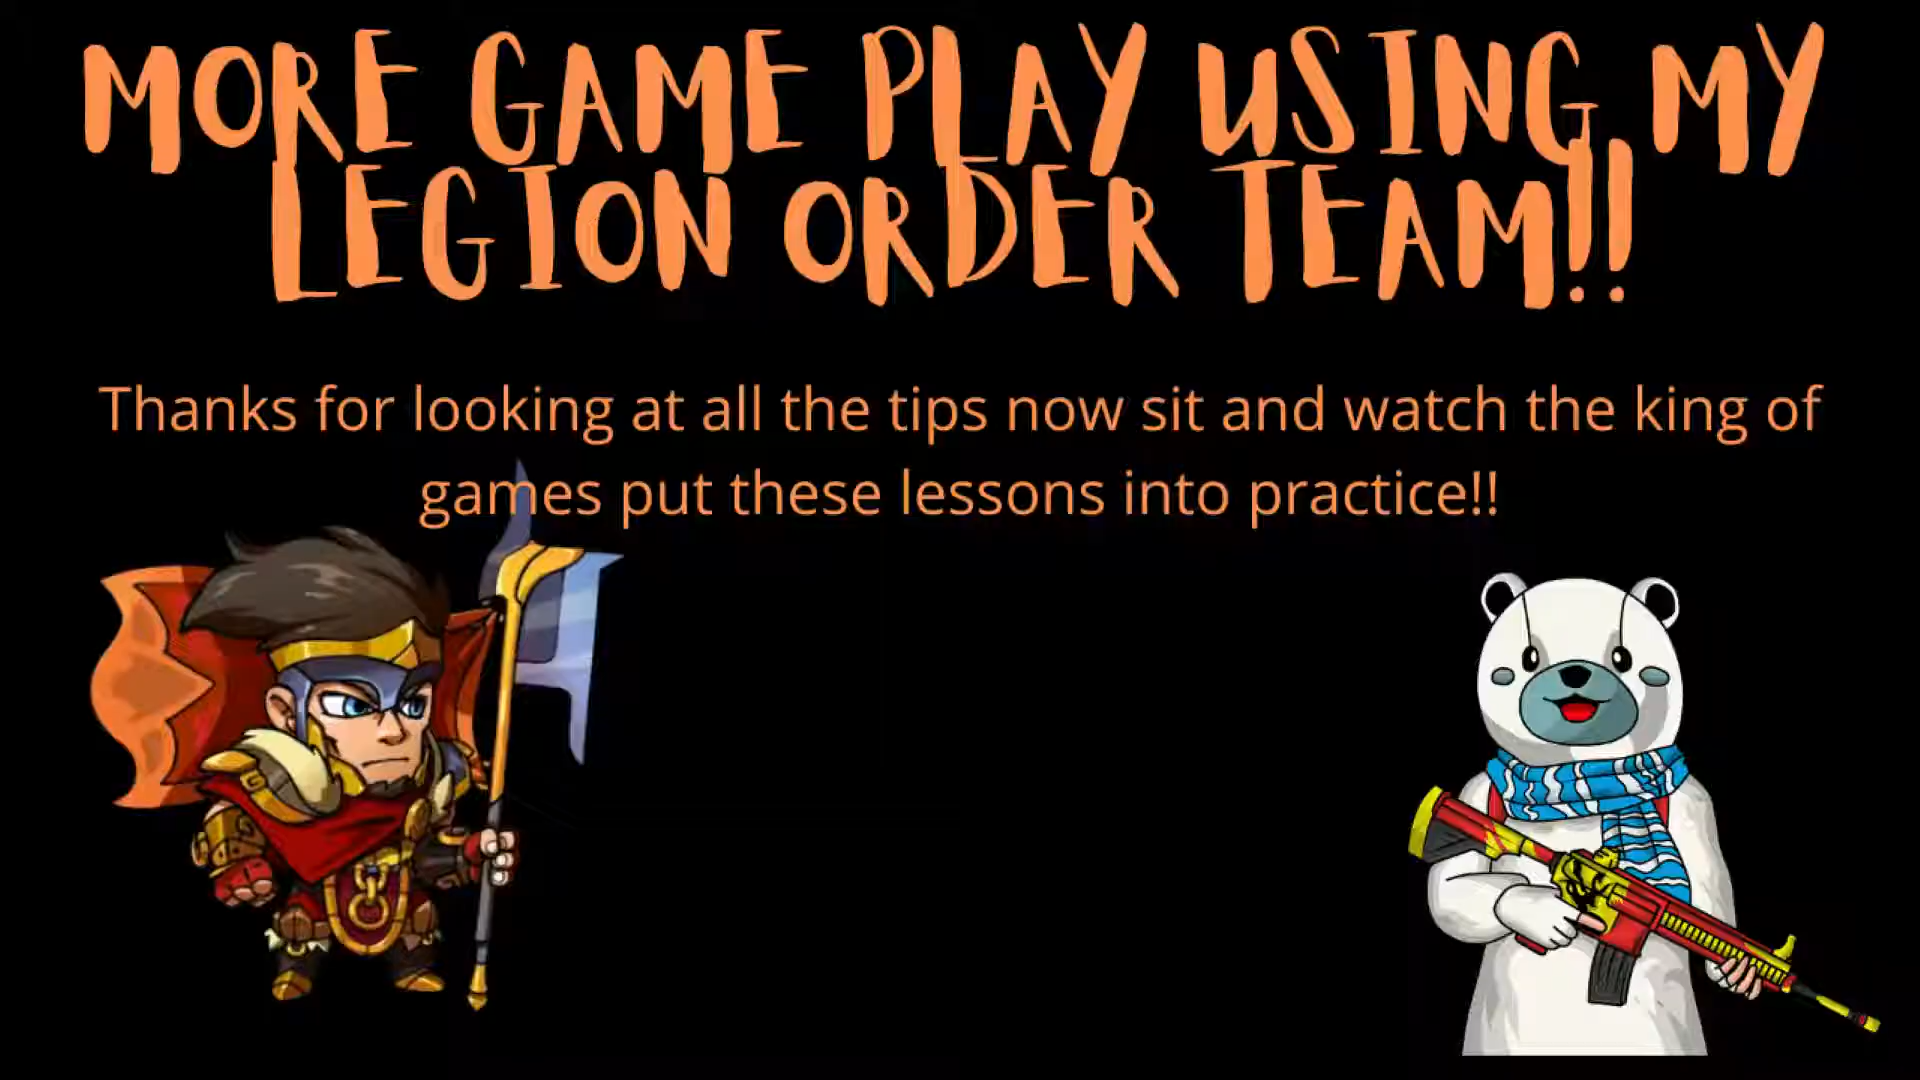 MORE GAME PLAY USING MY
LEGION ORDER TEAM!!
Thanks for looking at all the tips now sit and watch the king of
games put these lessons into practice!!